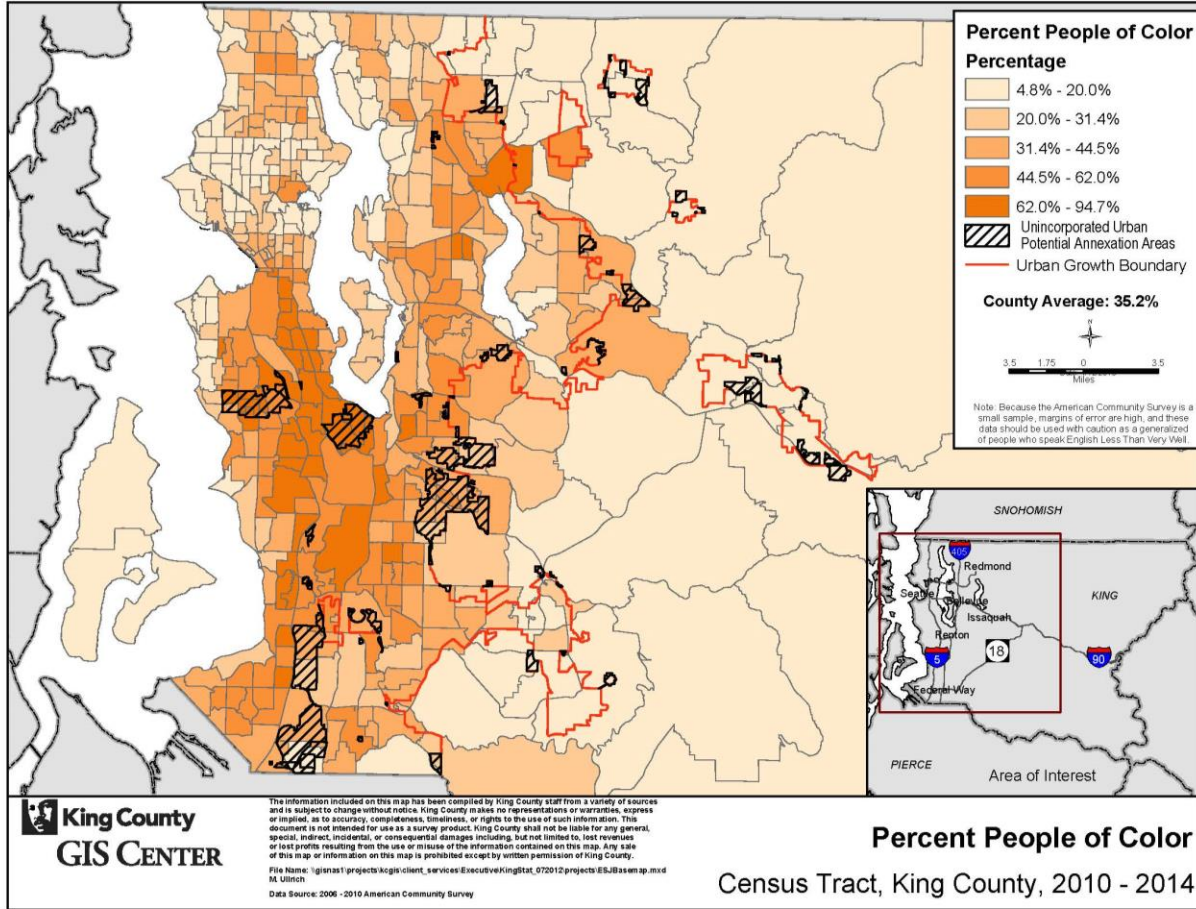 Percent People of Color
Percentage
4.8% - 20.0%
20.0% - 31.4%
31.4% - 44.5%
44.5% - 62.0%
62.0% - 94.7%
Unincorporated Urban
Potential Annexation Areas
Urban Growth Boundary
County Average: 35.2%
N
3.5 1.75 0 3.5
Miles
Note: Because the American Community Survey is a
small sample, margins of error are high, and these
data should be used with caution as a generalized
of people who speak English Less Than Very Well.
SNOHOMISH
405
Redmond
Seattle
KING
Bellevue
Issaquah
Renton
18
5
90
Federal Way
PIERCE
Area of Interest
King County
GIS CENTER
The information included on this map has been compiled by King County staff from a variety of sources
and is subject to change without notice. King County makes no representations or warranties, express
or implied, as to accuracy, completeness, timeliness, or rights to the use of such information. This
document is not intended for use as a survey product. King County shall not be liable for any general,
special, indirect, incidental, or consequential damages including, but not limited to, lost revenues
or lost profits resulting from the use or misuse of the information contained on this map. Any sale
of this map or information on this map is prohibited except by written permission of King County.
File Name: \\gisnas1\projects\kcgis\client_services\Executive\KingStat_072012\projects\ESJBasemap.mxd
M. Ullrich
Data Source: 2006 - 2010 American Community Survey
Percent People of Color
Census Tract, King County, 2010 - 2014